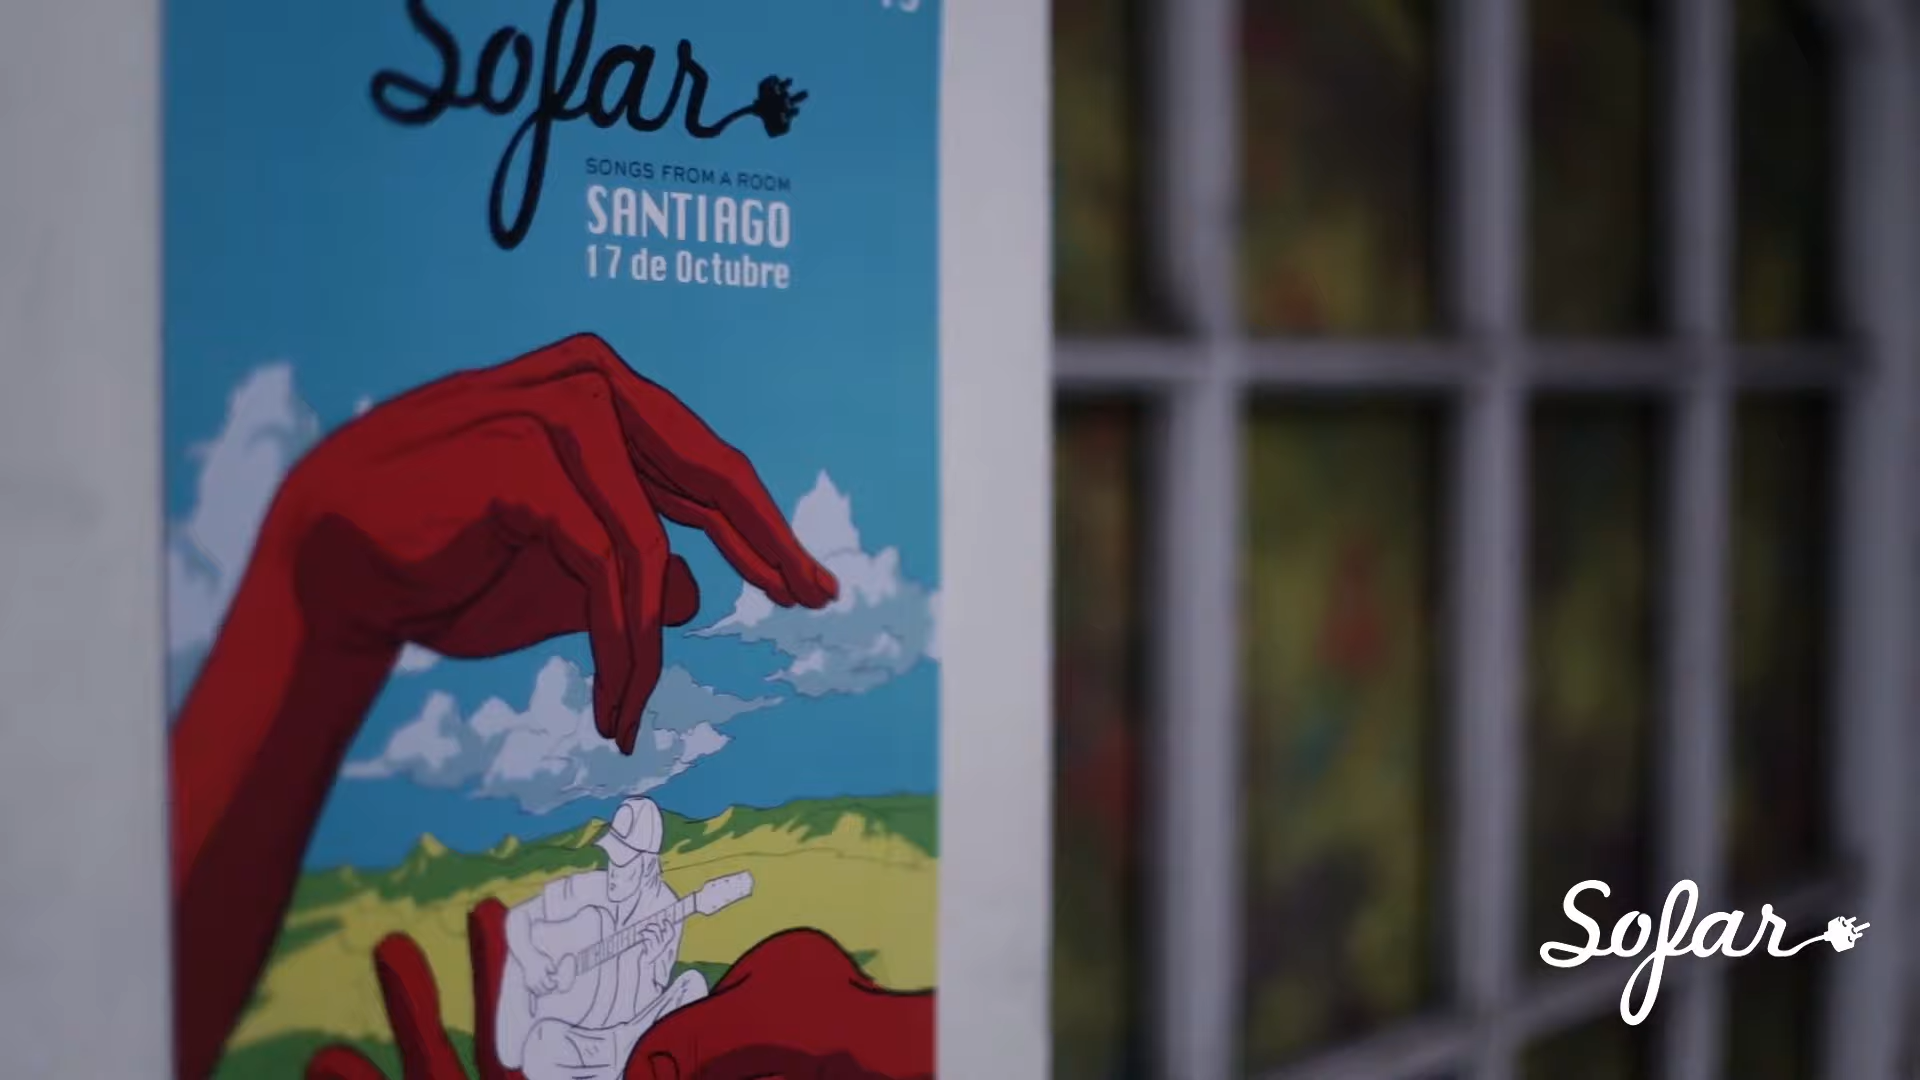 Sofar
SONGS FROM A ROOM
SANTIAGO
17 de Octubre
Sofar